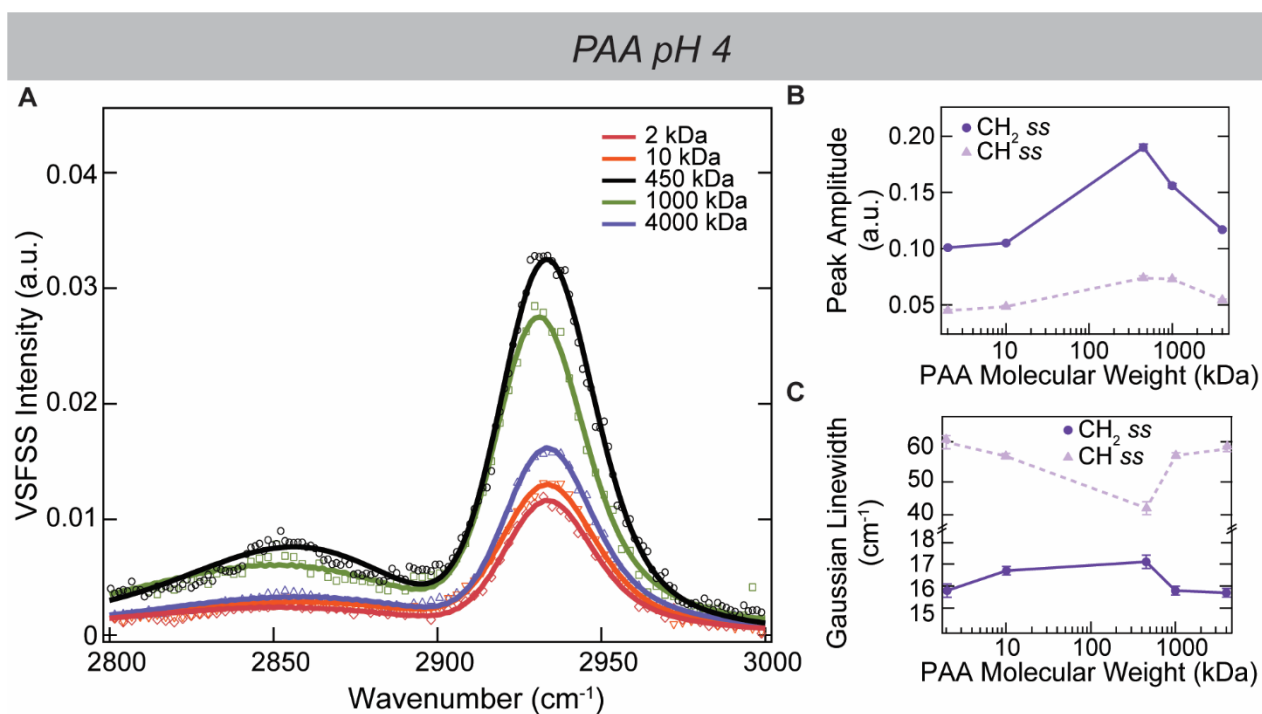 PAA pH 4
A
VSFSS Intensity (a.u.)
0.04
0.03
0.02
0.01
0
2 kDa
10 kDa
450 kDa
1000 kDa
4000 kDa
2800
2850
2900
2950
3000
Wavenumber (cm-1)
B
Peak Amplitude
(a.u.)
0.20
0.15
0.10
0.05
CH2 ss
CH ss
10
100
1000
PAA Molecular Weight (kDa)
C
Gaussian Linewidth
(cm-1)
60
50
40
18
17
16
15
CH2 ss
CH ss
10
100
1000
PAA Molecular Weight (kDa)